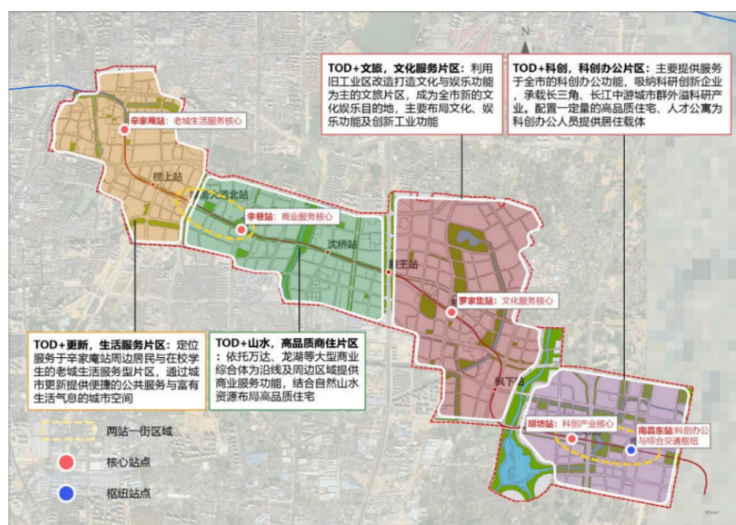 TOD+文旅，文化服务片区：利用
旧工业区改造打造文化与娱乐功能
为主的文旅片区，成为全市新的文
化娱乐目的地，主要布局文化、娱
乐功能及创新工业功能
TOD+科创，科创办公片区：主要提供服务
于全市的科创办公功能，吸纳科研创新企业
，承载长三角、长江中游城市群外溢科研产
业。配置一定量的高品质住宅、人才公寓为
科创办公人员提供居住载体
辛家庵站：老城生活服务核心
楞上站
大道北站
李巷站：商业服务核心
沈桥站
王站
罗家集站：文化服务核心
枫下站
胡坊站：科创产业核心
南昌东站:科创办公
与综合交通枢纽
TOD+更新，生活服务片区：定位
服务于辛家庵站周边居民与在校学
生的老城生活服务型片区，通过城
市更新提供便捷的公共服务与富有
生活气息的城市空间
TOD+山水，高品质商住片区
：依托万达、龙湖等大型商业
综合体为沿线及周边区域提供
商业服务功能，结合自然山水
资源布局高品质住宅
两站一街区域
核心站点
枢纽站点